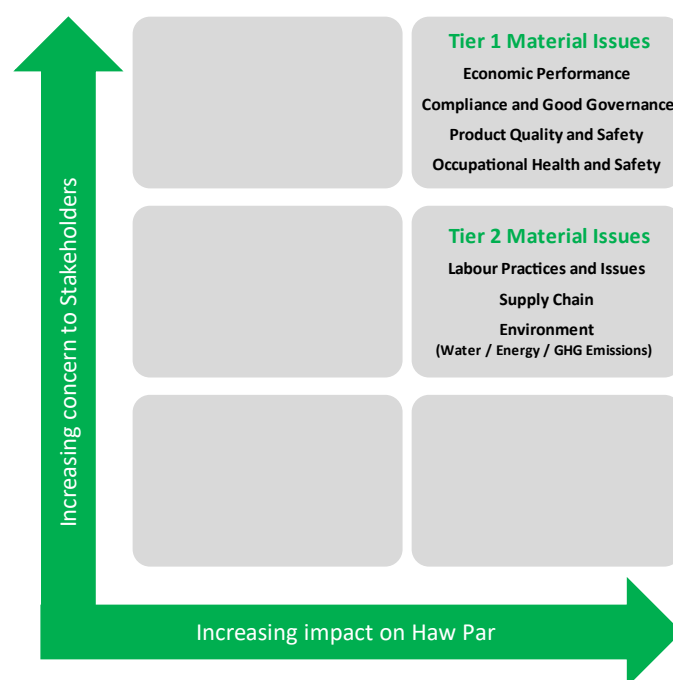 Tier 1 Material Issues
Economic Performance
Compliance and Good Governance
Product Quality and Safety
Occupational Health and Safety
Tier 2 Material Issues
Labour Practices and Issues
Supply Chain
Environment
(Water / Energy / GHG Emissions)
Increasing concern to Stakeholders
Increasing impact on Haw Par